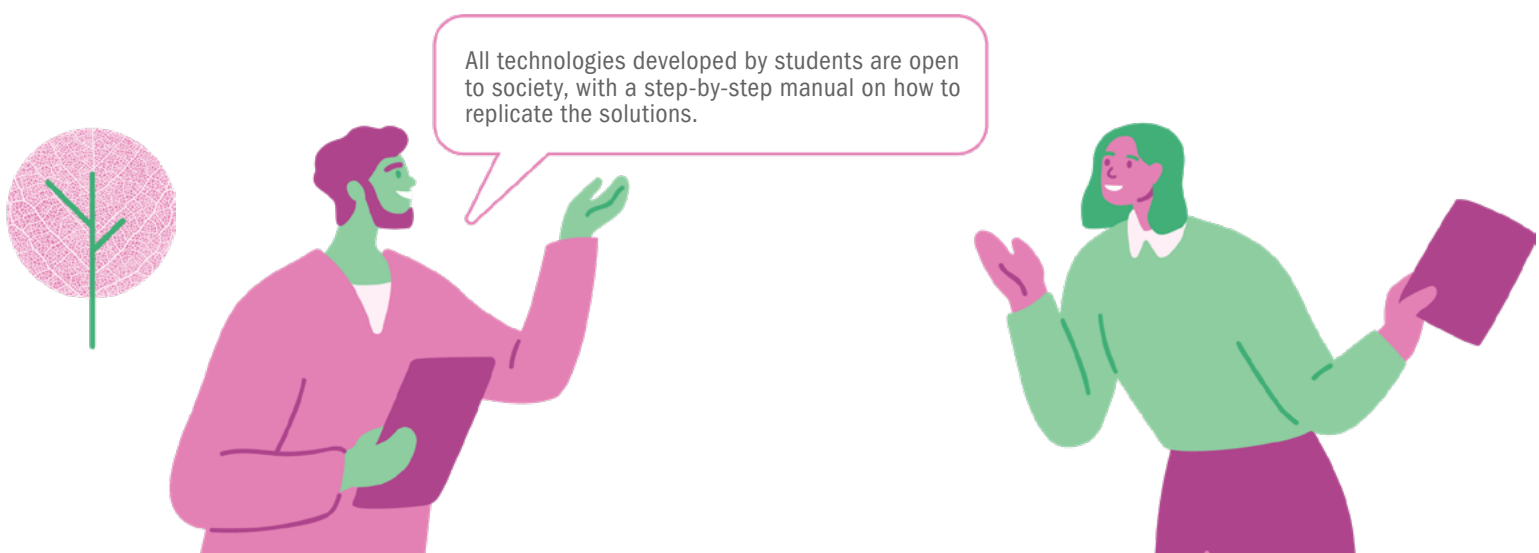 All technologies developed by students are open
to society, with a step-by-step manual on how to
replicate the solutions.